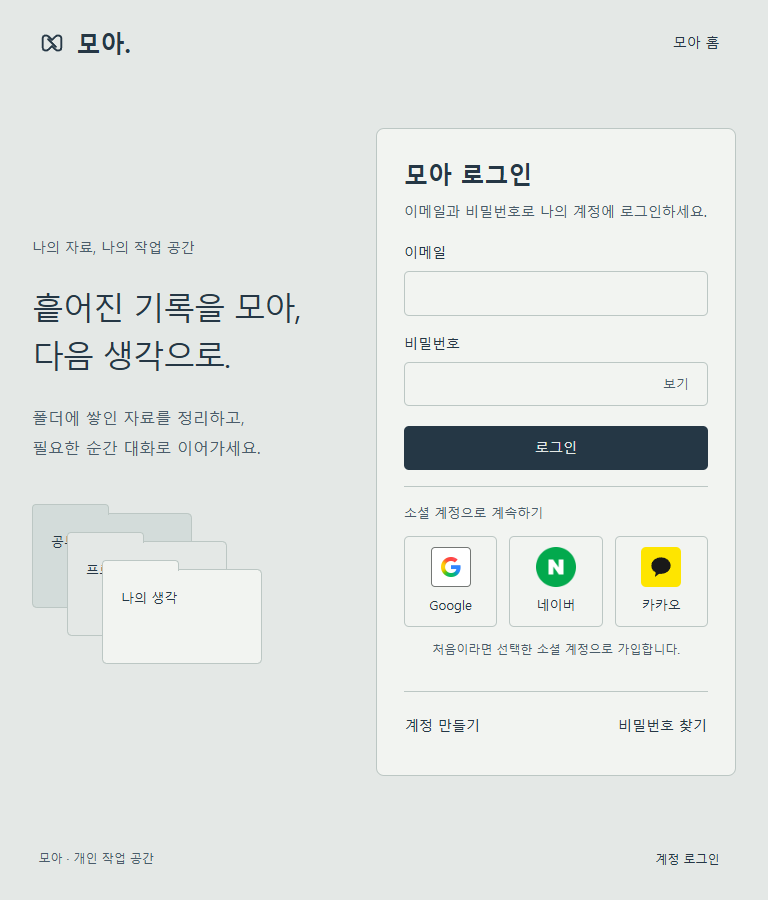 모아.
모아 홈
나의 자료, 나의 작업 공간
흩어진 기록을 모아,
다음 생각으로.
폴더에 쌓인 자료를 정리하고,
필요한 순간 대화로 이어가세요.
나의 생각
모아 로그인
이메일과 비밀번호로 나의 계정에 로그인하세요.
이메일
비밀번호
보기
로그인
소셜 계정으로 계속하기
Google
네이버
카카오
처음이라면 선택한 소셜 계정으로 가입합니다.
계정 만들기
비밀번호 찾기
모아 · 개인 작업 공간
계정 로그인